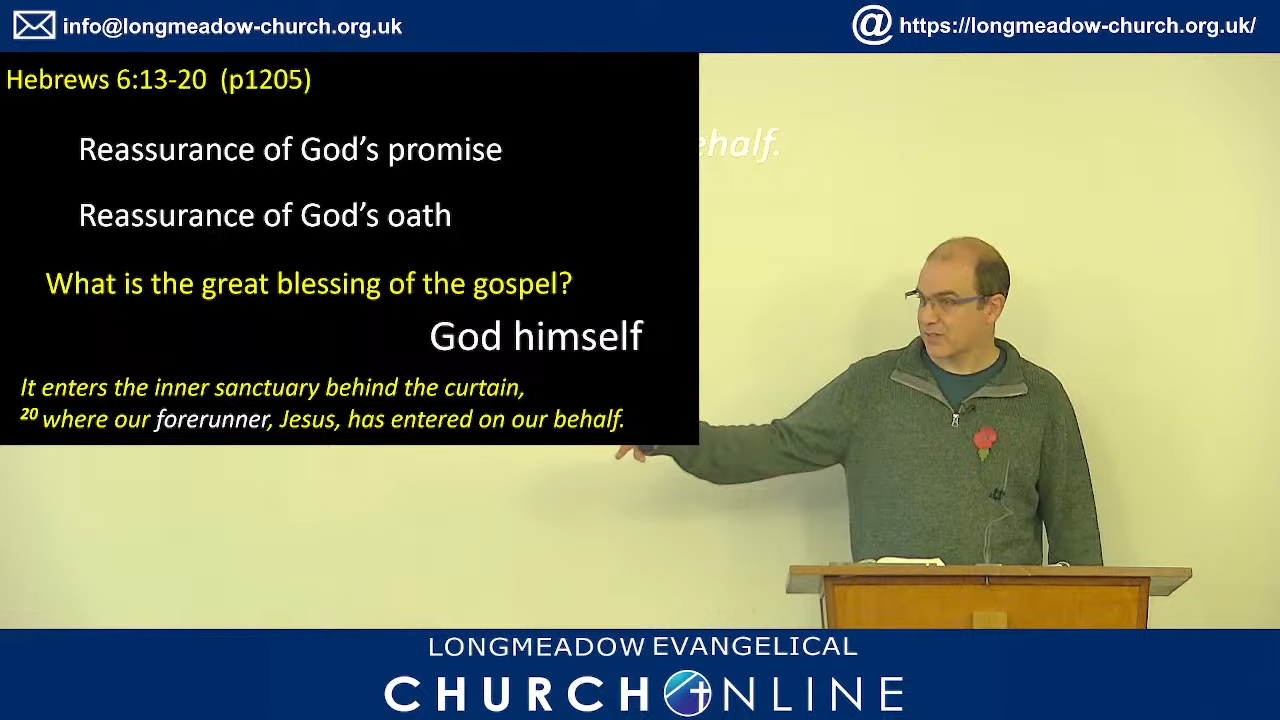 info@longmeadow-church.org.uk
https://longmeadow-church.org.uk/
Hebrews 6:13-20 (p1205)
Reassurance of God's promise
Reassurance of God's oath
What is the great blessing of the gospel?
God himself
It enters the inner sanctuary behind the curtain,
20 where our forerunner, Jesus, has entered on our behalf.
ehalf.
LONGMEADOW EVANGELICAL
CHURCH ONLINE